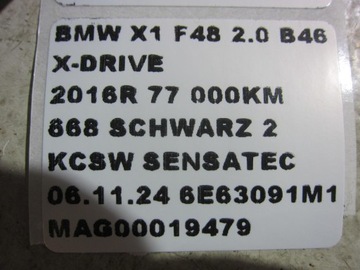 BMW X1 F48 2.0 B46
X-DRIVE
2016R 77 000KM
668 SCHWARZ 2
KCSW SENSATEC
06.11.24 6E63091M1
MAG00019479